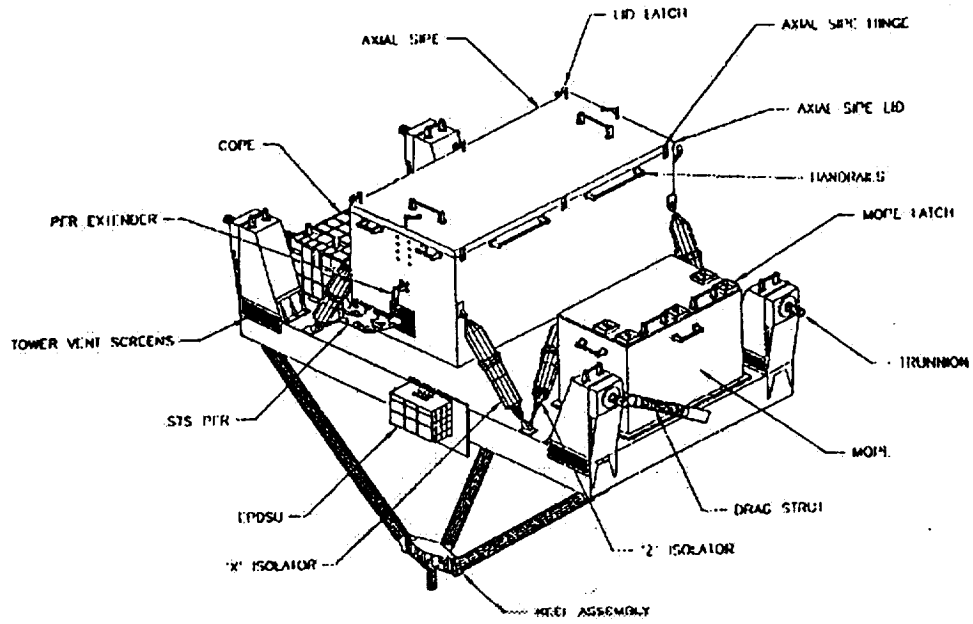 LID LATCH
AXIAL SIPE
AXIAL SIPE HINGE
AXIAL SIPE LID
COPE
HANDRAILS
PFR EXTENDER
MOPE LATCH
TOWER VENT SCREENS
TRUNNION
STS PFR
MOPE
EPDSU
DRAG STRUT
"X" ISOLATOR
"Z" ISOLATOR
KEEL ASSEMBLY